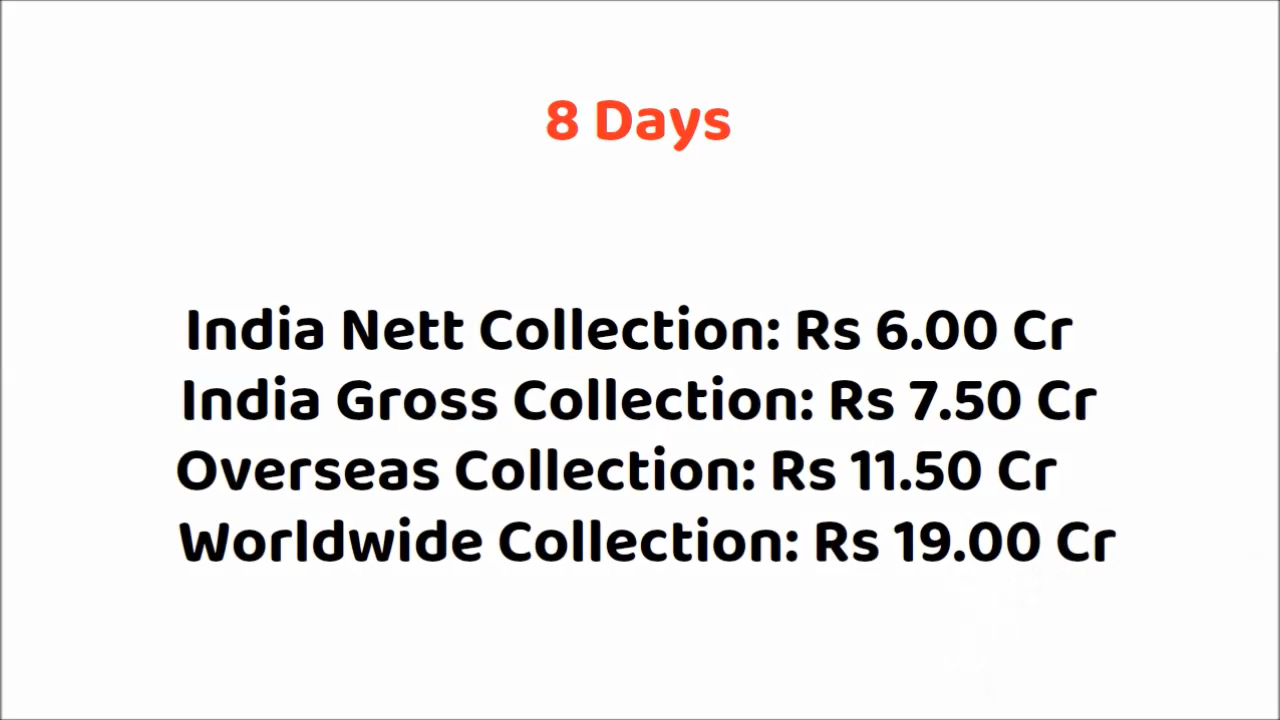 8 Days
India Nett Collection: Rs 6.00 Cr
India Gross Collection: Rs 7.50 Cr
Overseas Collection: Rs 11.50 Cr
Worldwide Collection: Rs 19.00 Cr